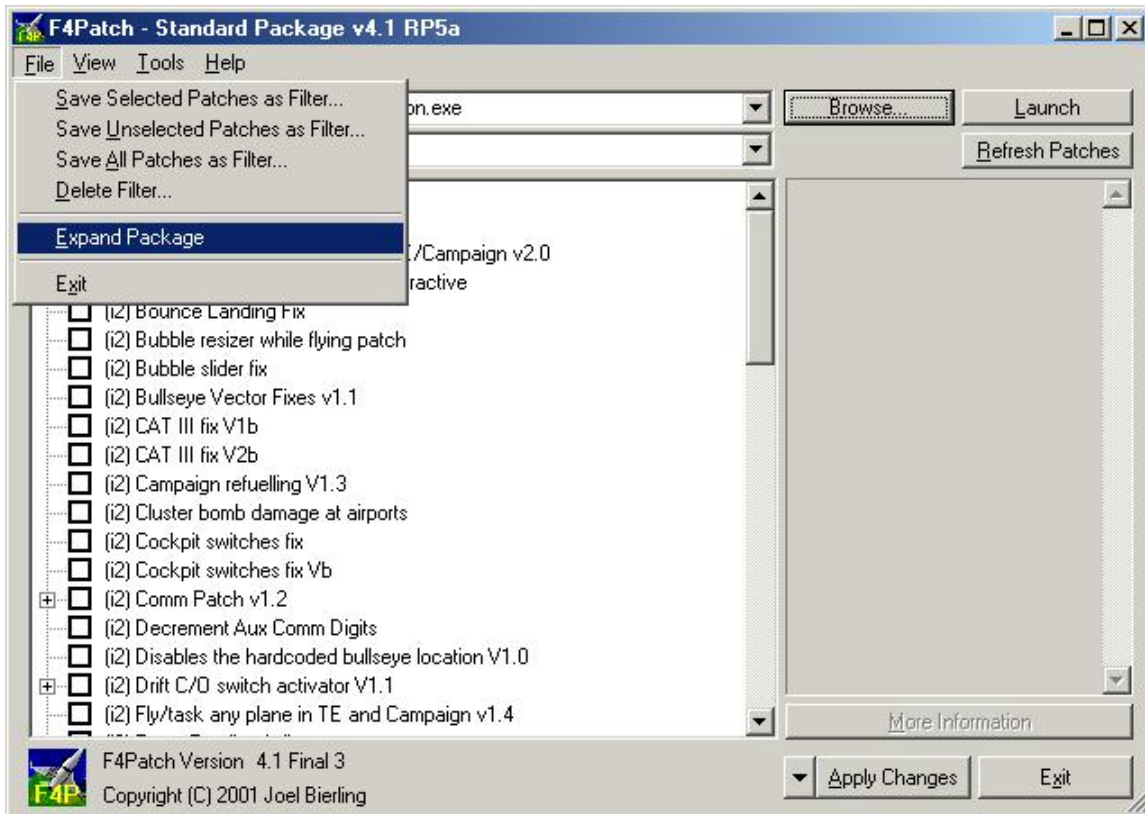 F4Patch - Standard Package v4.1 RP5a
File View Tools Help
Save Selected Patches as Filter...
Save Unselected Patches as Filter...
Save All Patches as Filter...
Delete Filter...
Expand Package
Exit
on.exe
Browse...
Launch
Refresh Patches
/Campaign v2.0
ractive
(i2) Bounce Landing Fix
(i2) Bubble resizer while flying patch
(i2) Bubble slider fix
(i2) Bullseye Vector Fixes v1.1
(i2) CAT III fix V1b
(i2) CAT III fix V2b
(i2) Campaign refuelling V1.3
(i2) Cluster bomb damage at airports
(i2) Cockpit switches fix
(i2) Cockpit switches fix Vb
(i2) Comm Patch v1.2
(i2) Decrement Aux Comm Digits
(i2) Disables the hardcoded bullseye location V1.0
(i2) Drift C/O switch activator V1.1
(i2) Fly/task any plane in TE and Campaign v1.4
More Information
F4P
F4Patch Version 4.1 Final 3
Copyright (C) 2001 Joel Bierling
Apply Changes
Exit